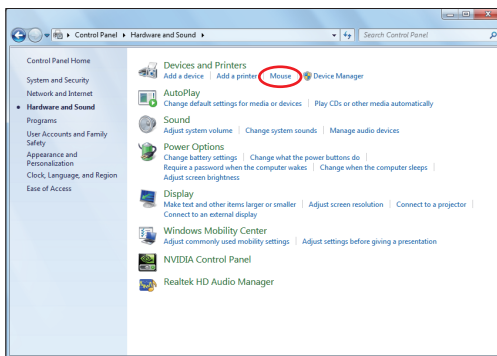 Control Panel ▸ Hardware and Sound ▸
Search Control Panel
Control Panel Home
System and Security
Network and Internet
Hardware and Sound
Programs
User Accounts and Family
Safety
Appearance and
Personalization
Clock, Language, and Region
Ease of Access
Devices and Printers
Add a device | Add a printer | Mouse | Device Manager
AutoPlay
Change default settings for media or devices | Play CDs or other media automatically
Sound
Adjust system volume | Change system sounds | Manage audio devices
Power Options
Change battery settings | Change what the power buttons do |
Require a password when the computer wakes | Change when the computer sleeps |
Adjust screen brightness
Display
Make text and other items larger or smaller | Adjust screen resolution | Connect to a projector |
Connect to an external display
Windows Mobility Center
Adjust commonly used mobility settings | Adjust settings before giving a presentation
NVIDIA Control Panel
Realtek HD Audio Manager